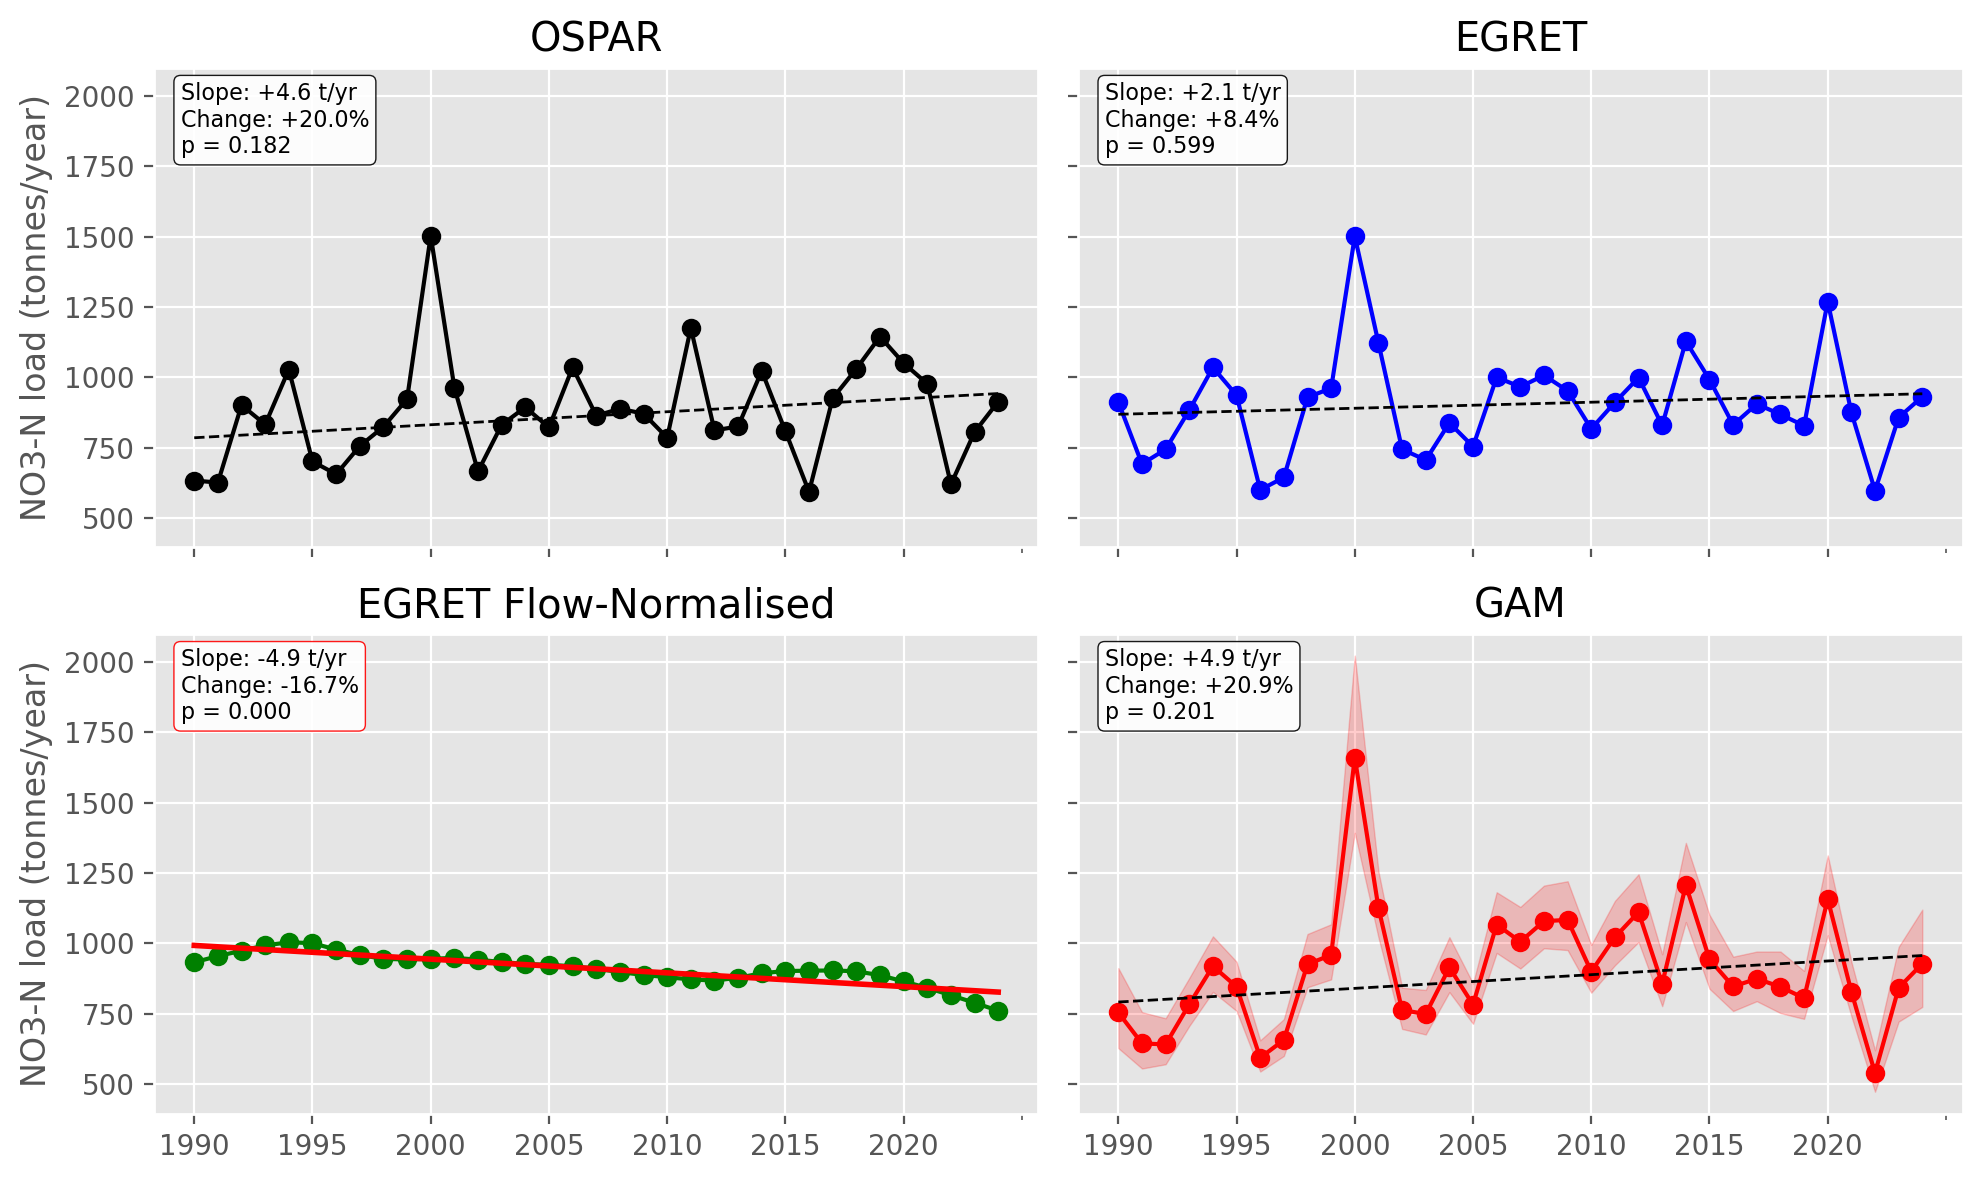 OSPAR
NO3-N load (tonnes/year)
2000
1750
1500
1250
1000
750
500
Slope: +4.6 t/yr
Change: +20.0%
p = 0.182
EGRET
Slope: +2.1 t/yr
Change: +8.4%
p = 0.599
EGRET Flow-Normalised
NO3-N load (tonnes/year)
2000
1750
1500
1250
1000
750
500
Slope: -4.9 t/yr
Change: -16.7%
p = 0.000
1990 1995 2000 2005 2010 2015 2020
GAM
Slope: +4.9 t/yr
Change: +20.9%
p = 0.201
1990 1995 2000 2005 2010 2015 2020